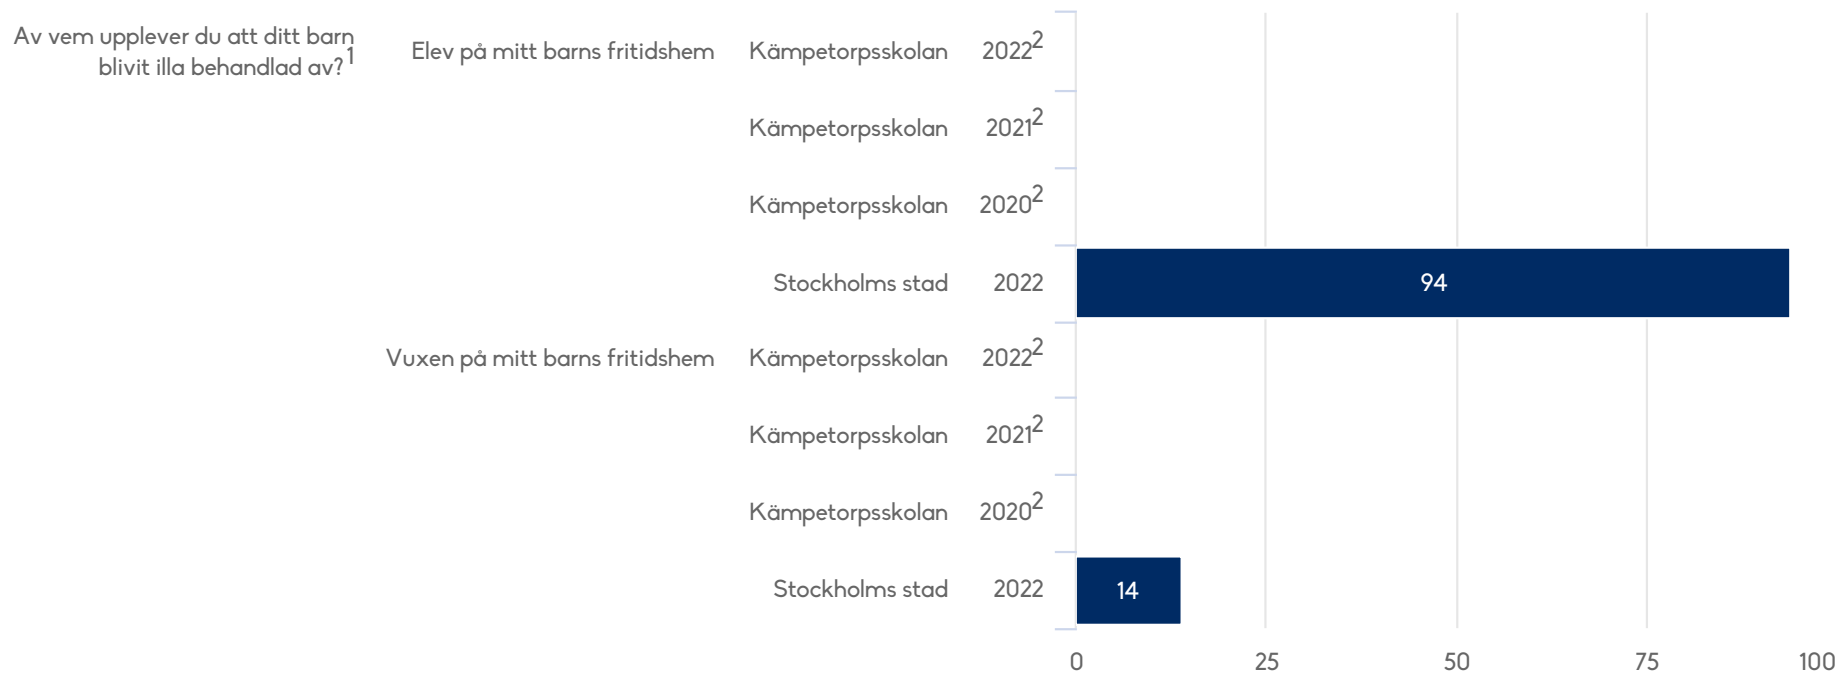 Av vem upplever du att ditt barn
blivit illa behandlad av?1
Elev på mitt barns fritidshem Kämpetorpsskolan 2022²
Kämpetorpsskolan 2021²
Kämpetorpsskolan 2020²
Stockholms stad 2022 94
Vuxen på mitt barns fritidshem Kämpetorpsskolan 2022²
Kämpetorpsskolan 2021²
Kämpetorpsskolan 2020²
Stockholms stad 2022 14
0 25 50 75 100